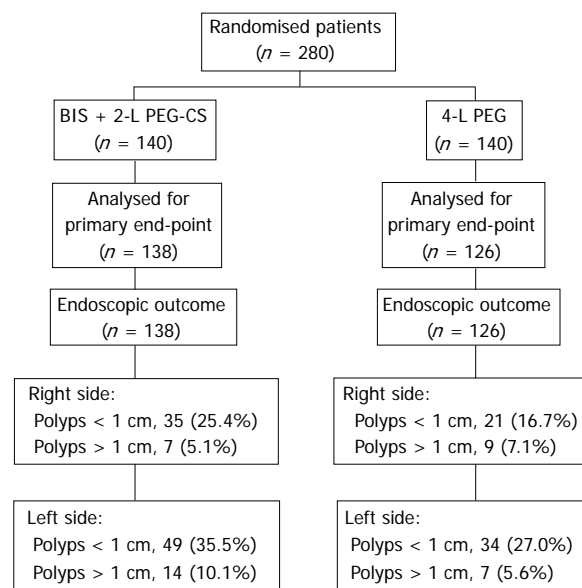 Randomised patients
(n = 280)
BIS + 2-L PEG-CS
(n = 140)
4-L PEG
(n = 140)
Analysed for
primary end-point
(n = 138)
Analysed for
primary end-point
(n = 126)
Endoscopic outcome
(n = 138)
Endoscopic outcome
(n = 126)
Right side:
Polyps < 1 cm, 35 (25.4%)
Polyps > 1 cm, 7 (5.1%)
Right side:
Polyps < 1 cm, 21 (16.7%)
Polyps > 1 cm, 9 (7.1%)
Left side:
Polyps < 1 cm, 49 (35.5%)
Polyps > 1 cm, 14 (10.1%)
Left side:
Polyps < 1 cm, 34 (27.0%)
Polyps > 1 cm, 7 (5.6%)